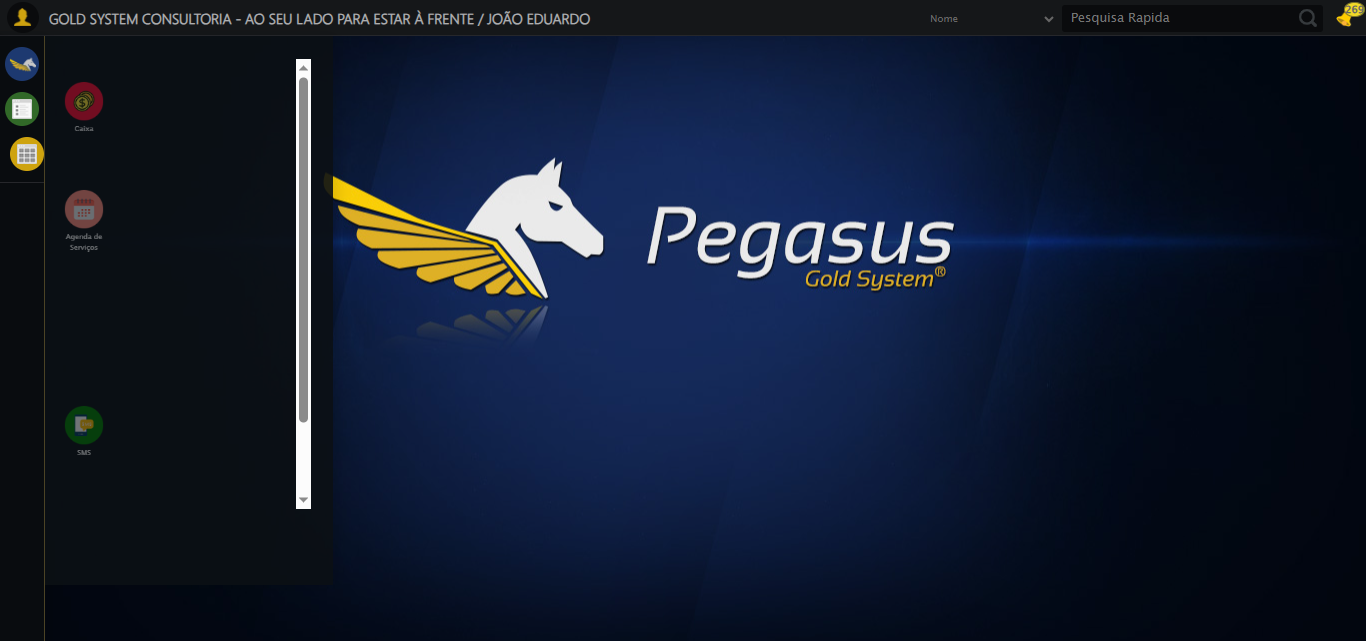 GOLD SYSTEM CONSULTORIA - AO SEU LADO PARA ESTAR À FRENTE / JOÃO EDUARDO
Nome
Pesquisa Rapida
269
Caixa
Agenda de
Serviços
SMS
Pegasus
Gold System®